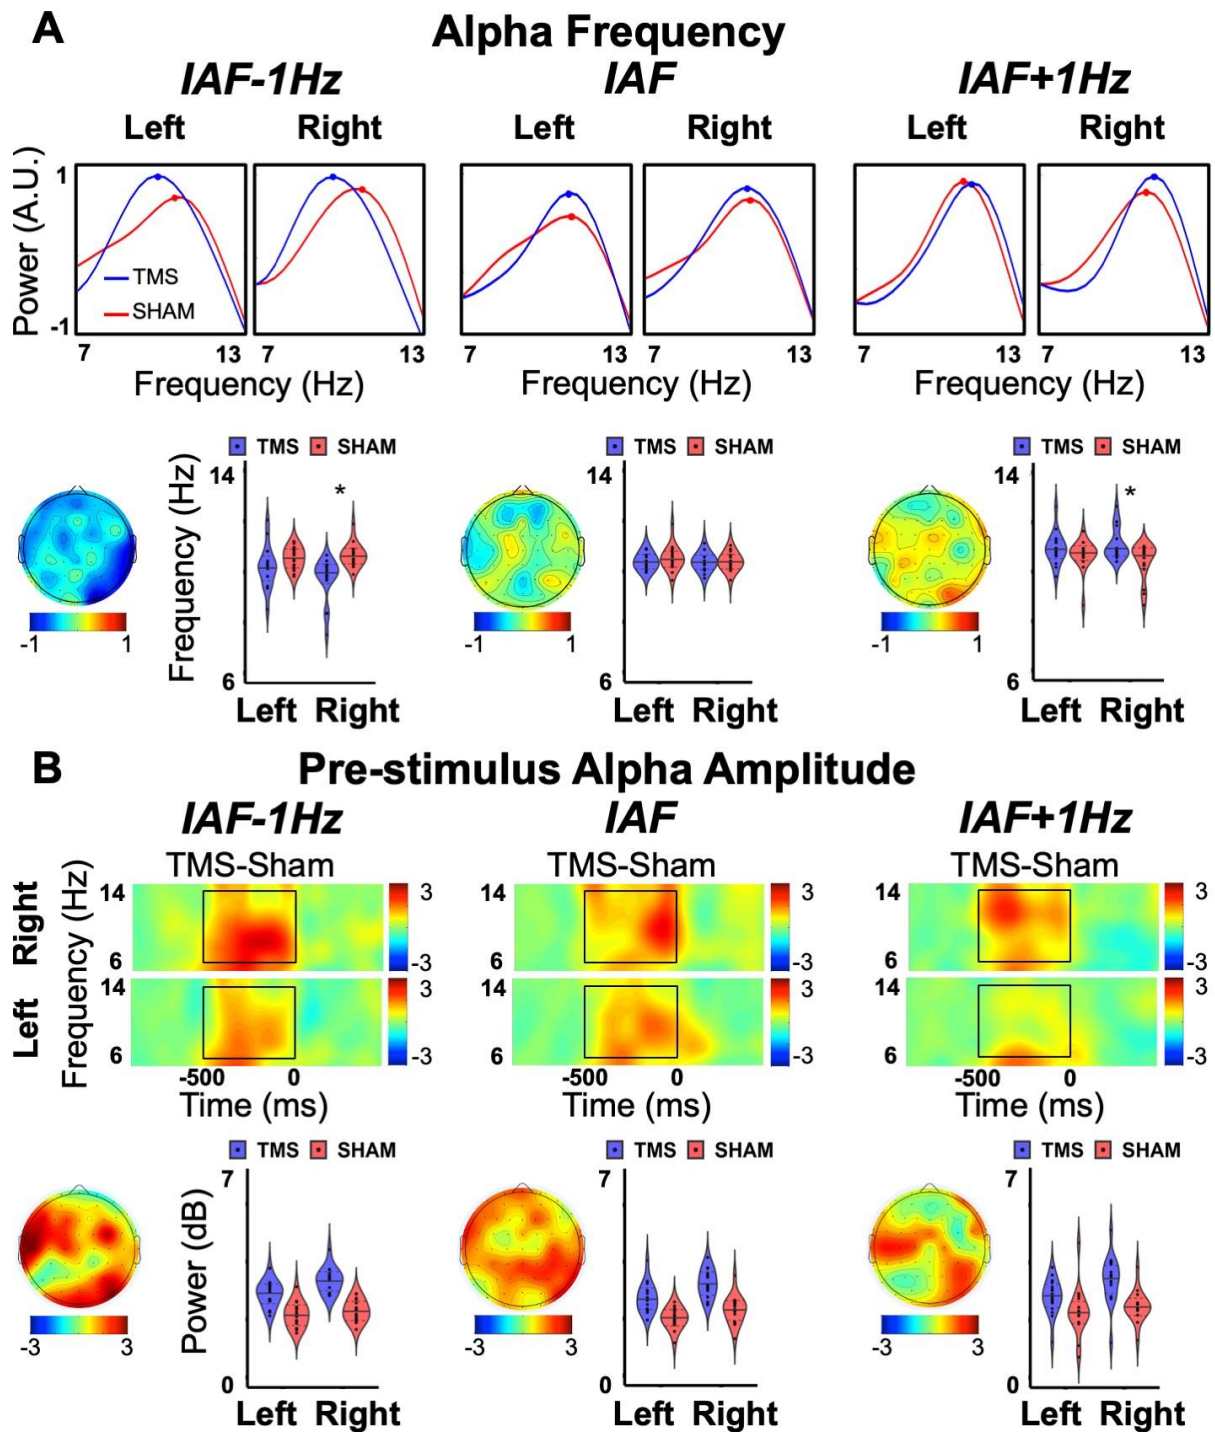 A
Alpha Frequency
IAF-1Hz IAF IAF+1Hz
Left Right Left Right Left Right
Power (A.U.)
1
-1
TMS
SHAM
7 13 7 13 7 13 7 13 7 13 7 13
Frequency (Hz) Frequency (Hz) Frequency (Hz)
TMS SHAM TMS SHAM TMS SHAM
Frequency (Hz)
14 14 14
* *
-1 1 -1 1 -1 1
6 6 6
Left Right Left Right Left Right
B
Pre-stimulus Alpha Amplitude
IAF-1Hz IAF IAF+1Hz
TMS-Sham TMS-Sham TMS-Sham
Right
Left
Frequency (Hz)
14 3 14 3 14 3
6 -3 6 -3 6 -3
14 3 14 3 14 3
6 -3 6 -3 6 -3
-500 0 -500 0 -500 0
Time (ms) Time (ms) Time (ms)
TMS SHAM TMS SHAM TMS SHAM
Power (dB)
7 7 7
-3 3 -3 3 -3 3
0 0 0
Left Right Left Right Left Right